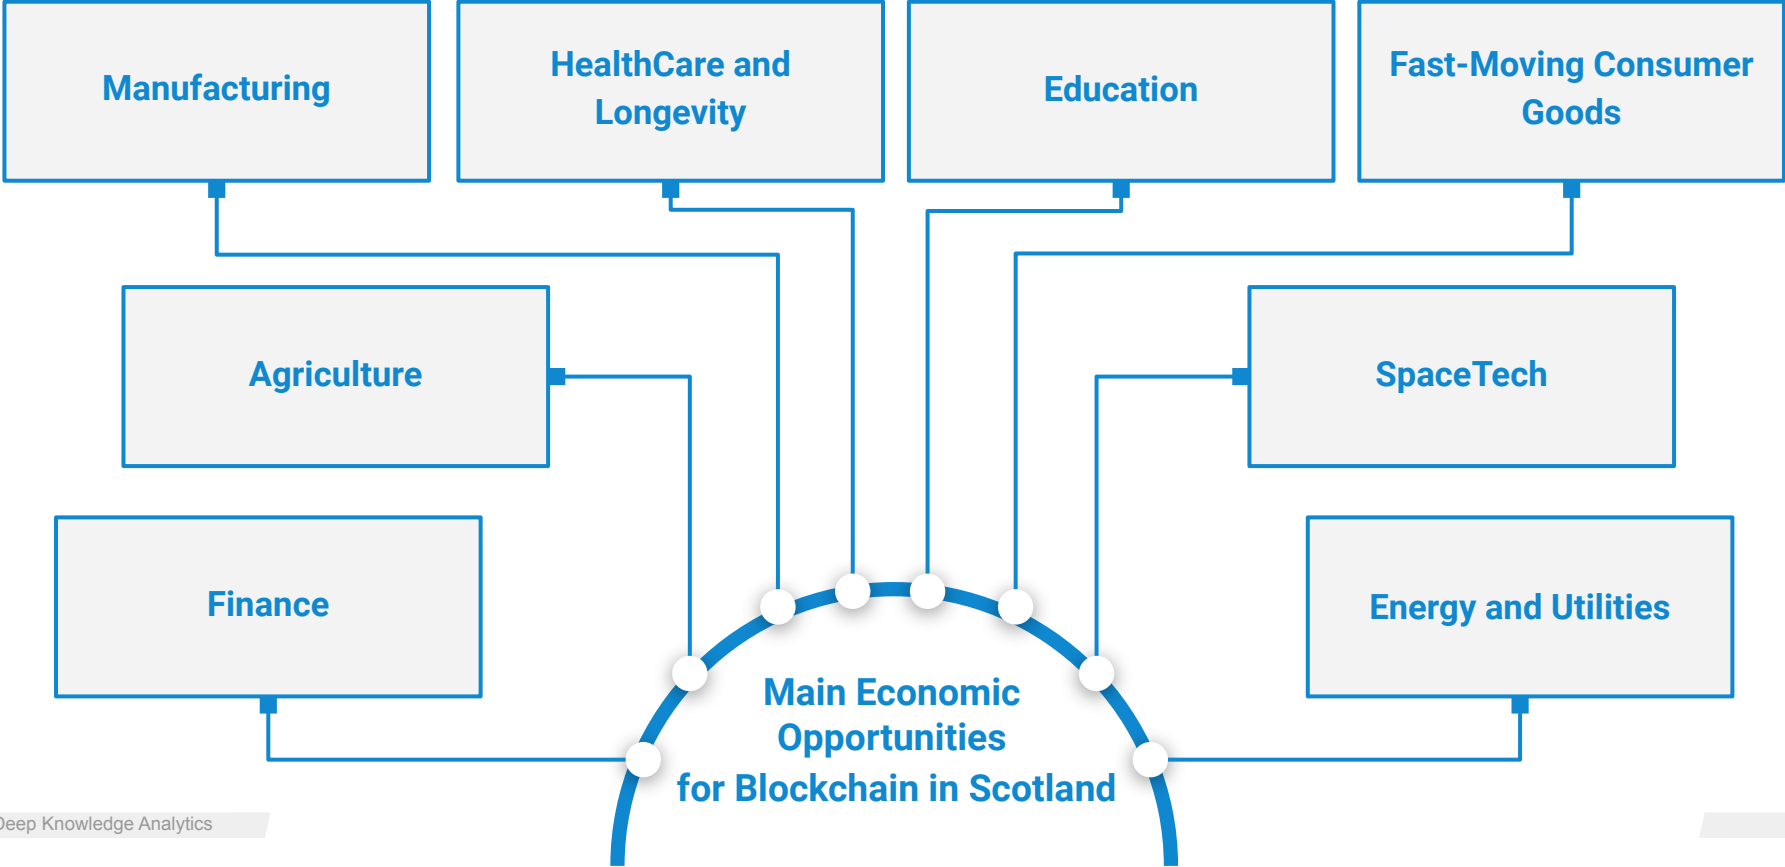 Manufacturing
HealthCare and
Longevity
Education
Fast-Moving Consumer
Goods
Agriculture
SpaceTech
Finance
Energy and Utilities
Main Economic
Opportunities
for Blockchain in Scotland
Deep Knowledge Analytics